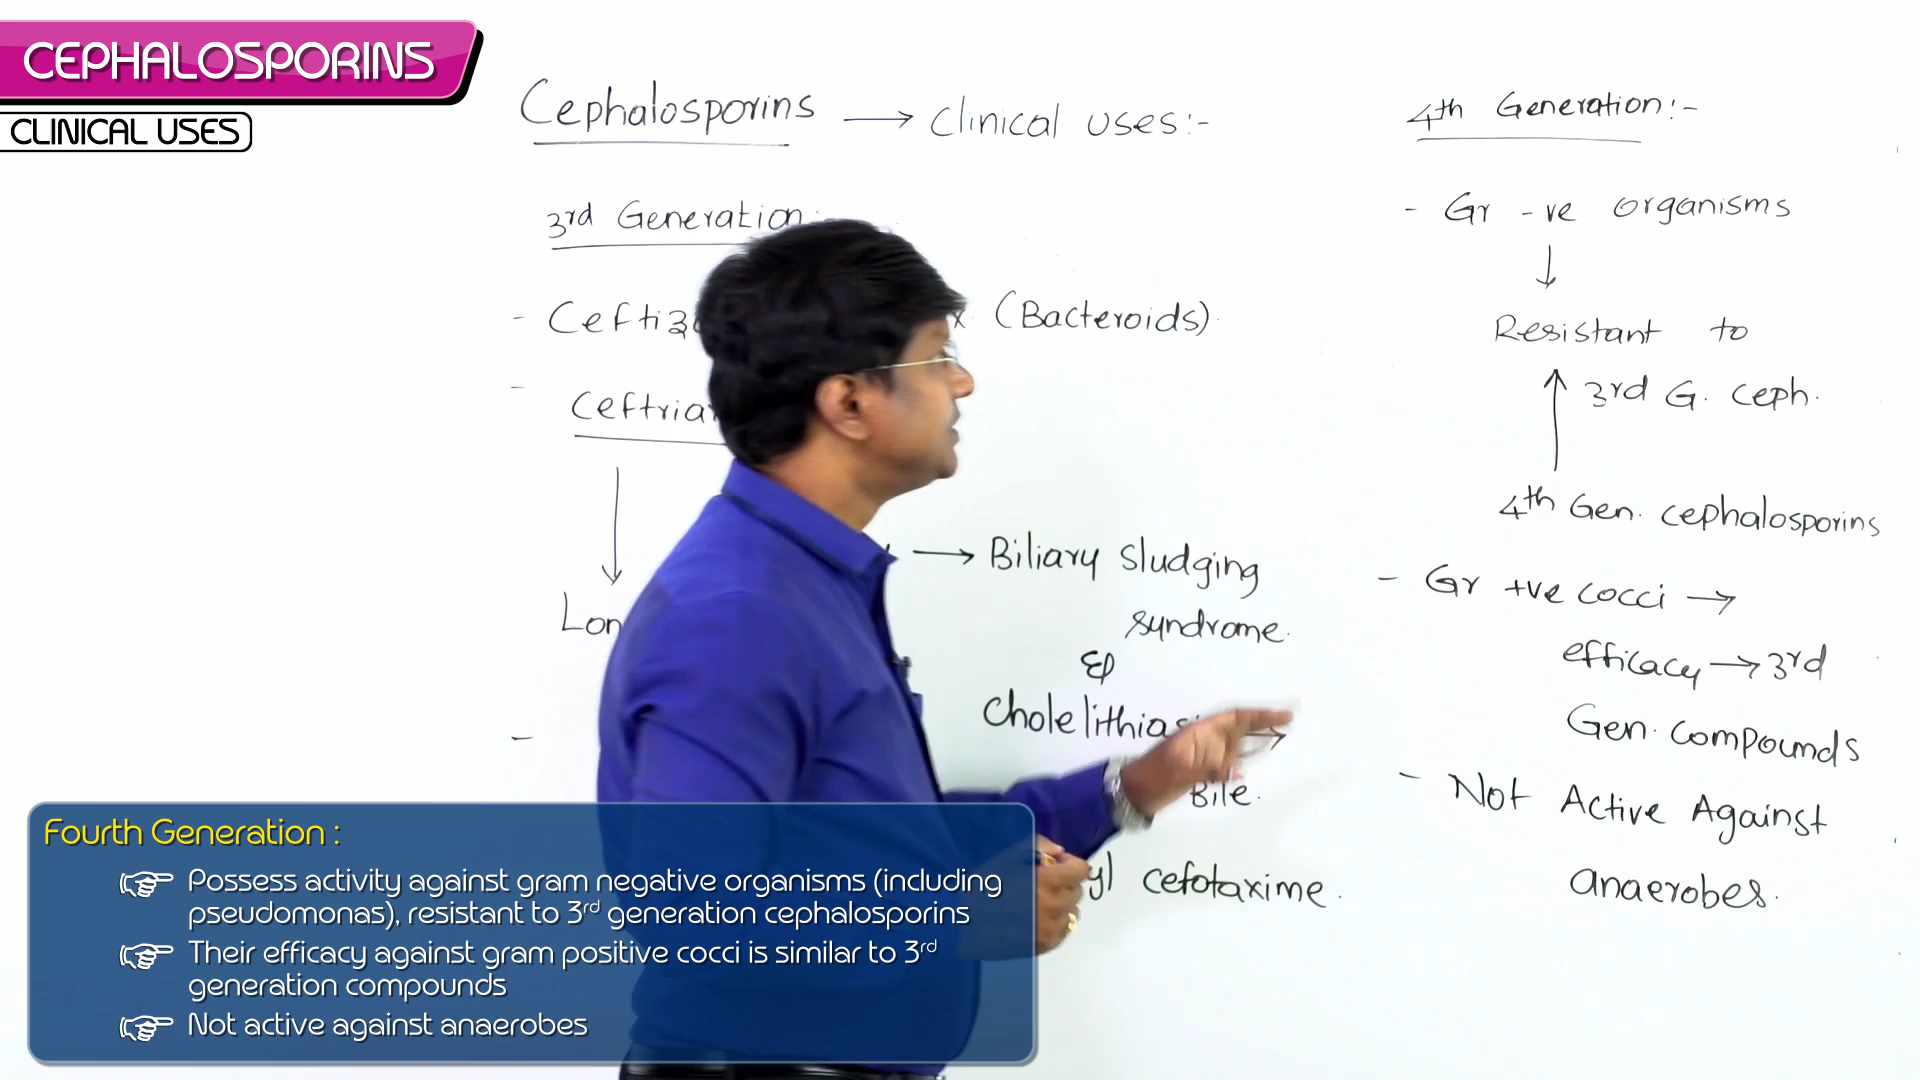 CEPHALOSPORINS
CLINICAL USES
Cephalosporins → Clinical uses:-
3rd Generation
- Ceftiz
(Bacteroids)
- Ceftria
Lon
→ Biliary sludging
syndrome.
&
Cholelithiasi →
Bile.
yl cefotaxime.
4th Generation:-
- Gr -ve organisms
↓
Resistant to
↑ 3rd G. Ceph.
4th Gen. cephalosporins
- Gr +ve cocci →
efficacy → 3rd
Gen. compounds
- Not Active Against
anaerobes.
Fourth Generation :
Possess activity against gram negative organisms (including
pseudomonas), resistant to 3rd generation cephalosporins
Their efficacy against gram positive cocci is similar to 3rd
generation compounds
Not active against anaerobes